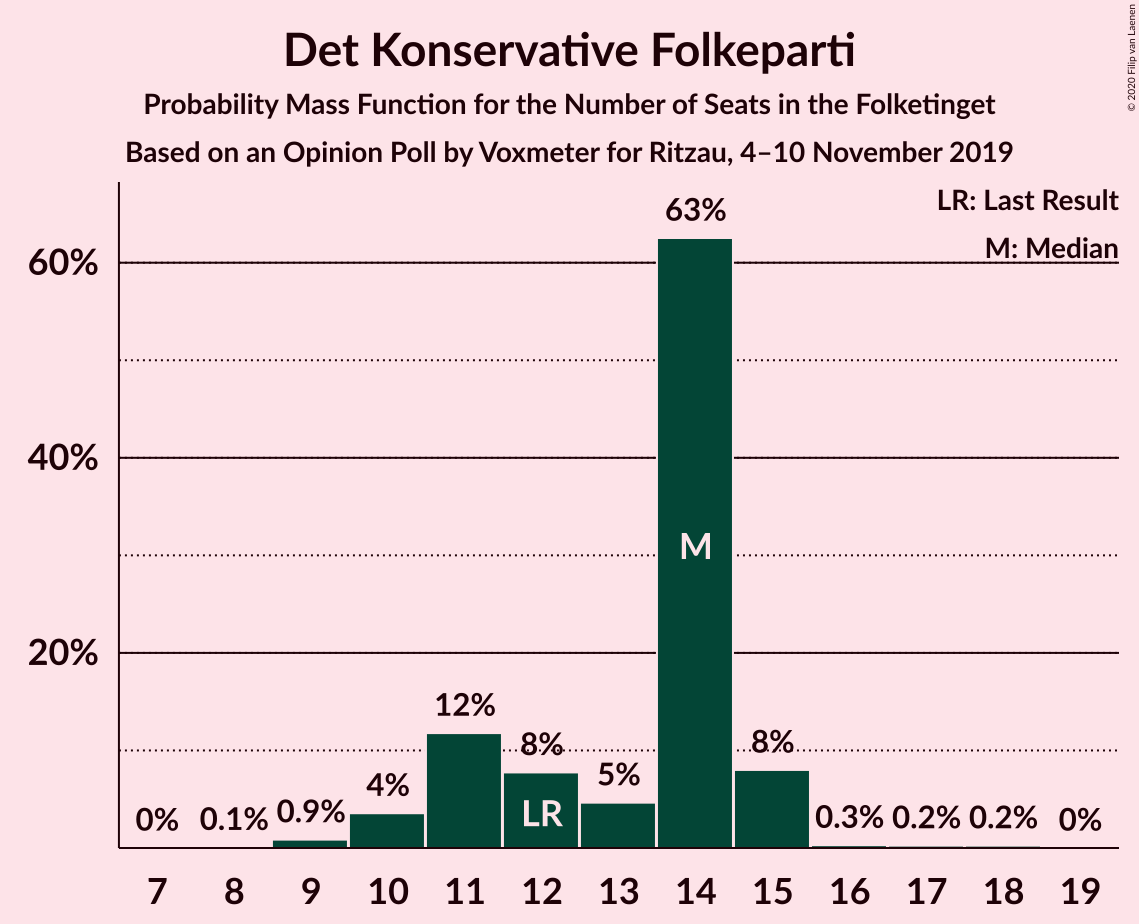 Det Konservative Folkeparti
Probability Mass Function for the Number of Seats in the Folketinget
Based on an Opinion Poll by Voxmeter for Ritzau, 4–10 November 2019
© 2020 Filip van Laenen
LR: Last Result
M: Median
60%
40%
20%
0%
0.1%
0.9%
4%
12%
8%
5%
63%
8%
0.3%
0.2%
0.2%
0%
LR
M
7 8 9 10 11 12 13 14 15 16 17 18 19